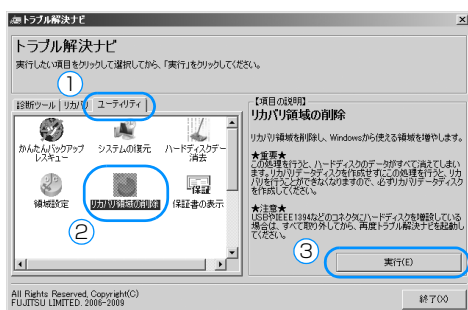 トラブル解決ナビ
トラブル解決ナビ
実行したい項目をクリックして選択してから、「実行」をクリックしてください。
①
診断ツール
リカバリ
ユーティリティ
かんたんバックアップ
レスキュー
システムの復元
ハードディスクデー
消去
領域設定
リカバリ領域の削除
保証
保証書の表示
②
【項目の説明】
リカバリ領域の削除
リカバリ領域を削除し、Windowsから使える領域を増やします。
★重要★
この処理を行うと、ハードディスクのデータがすべて消えてしまい
ます。リカバリデータディスクを作成せずにこの処理を行うと、リカ
バリを行うことができなくなりますので、必ずリカバリデータディスク
を作成してください。
★注意★
USBやIEEE1394などのコネクタにハードディスクを増設している
場合は、すべて取り外してから、再度トラブル解決ナビを起動し
てください。
③
実行(E)
All Rights Reserved, Copyright(C)
FUJITSU LIMITED. 2006-2009
終了(X)